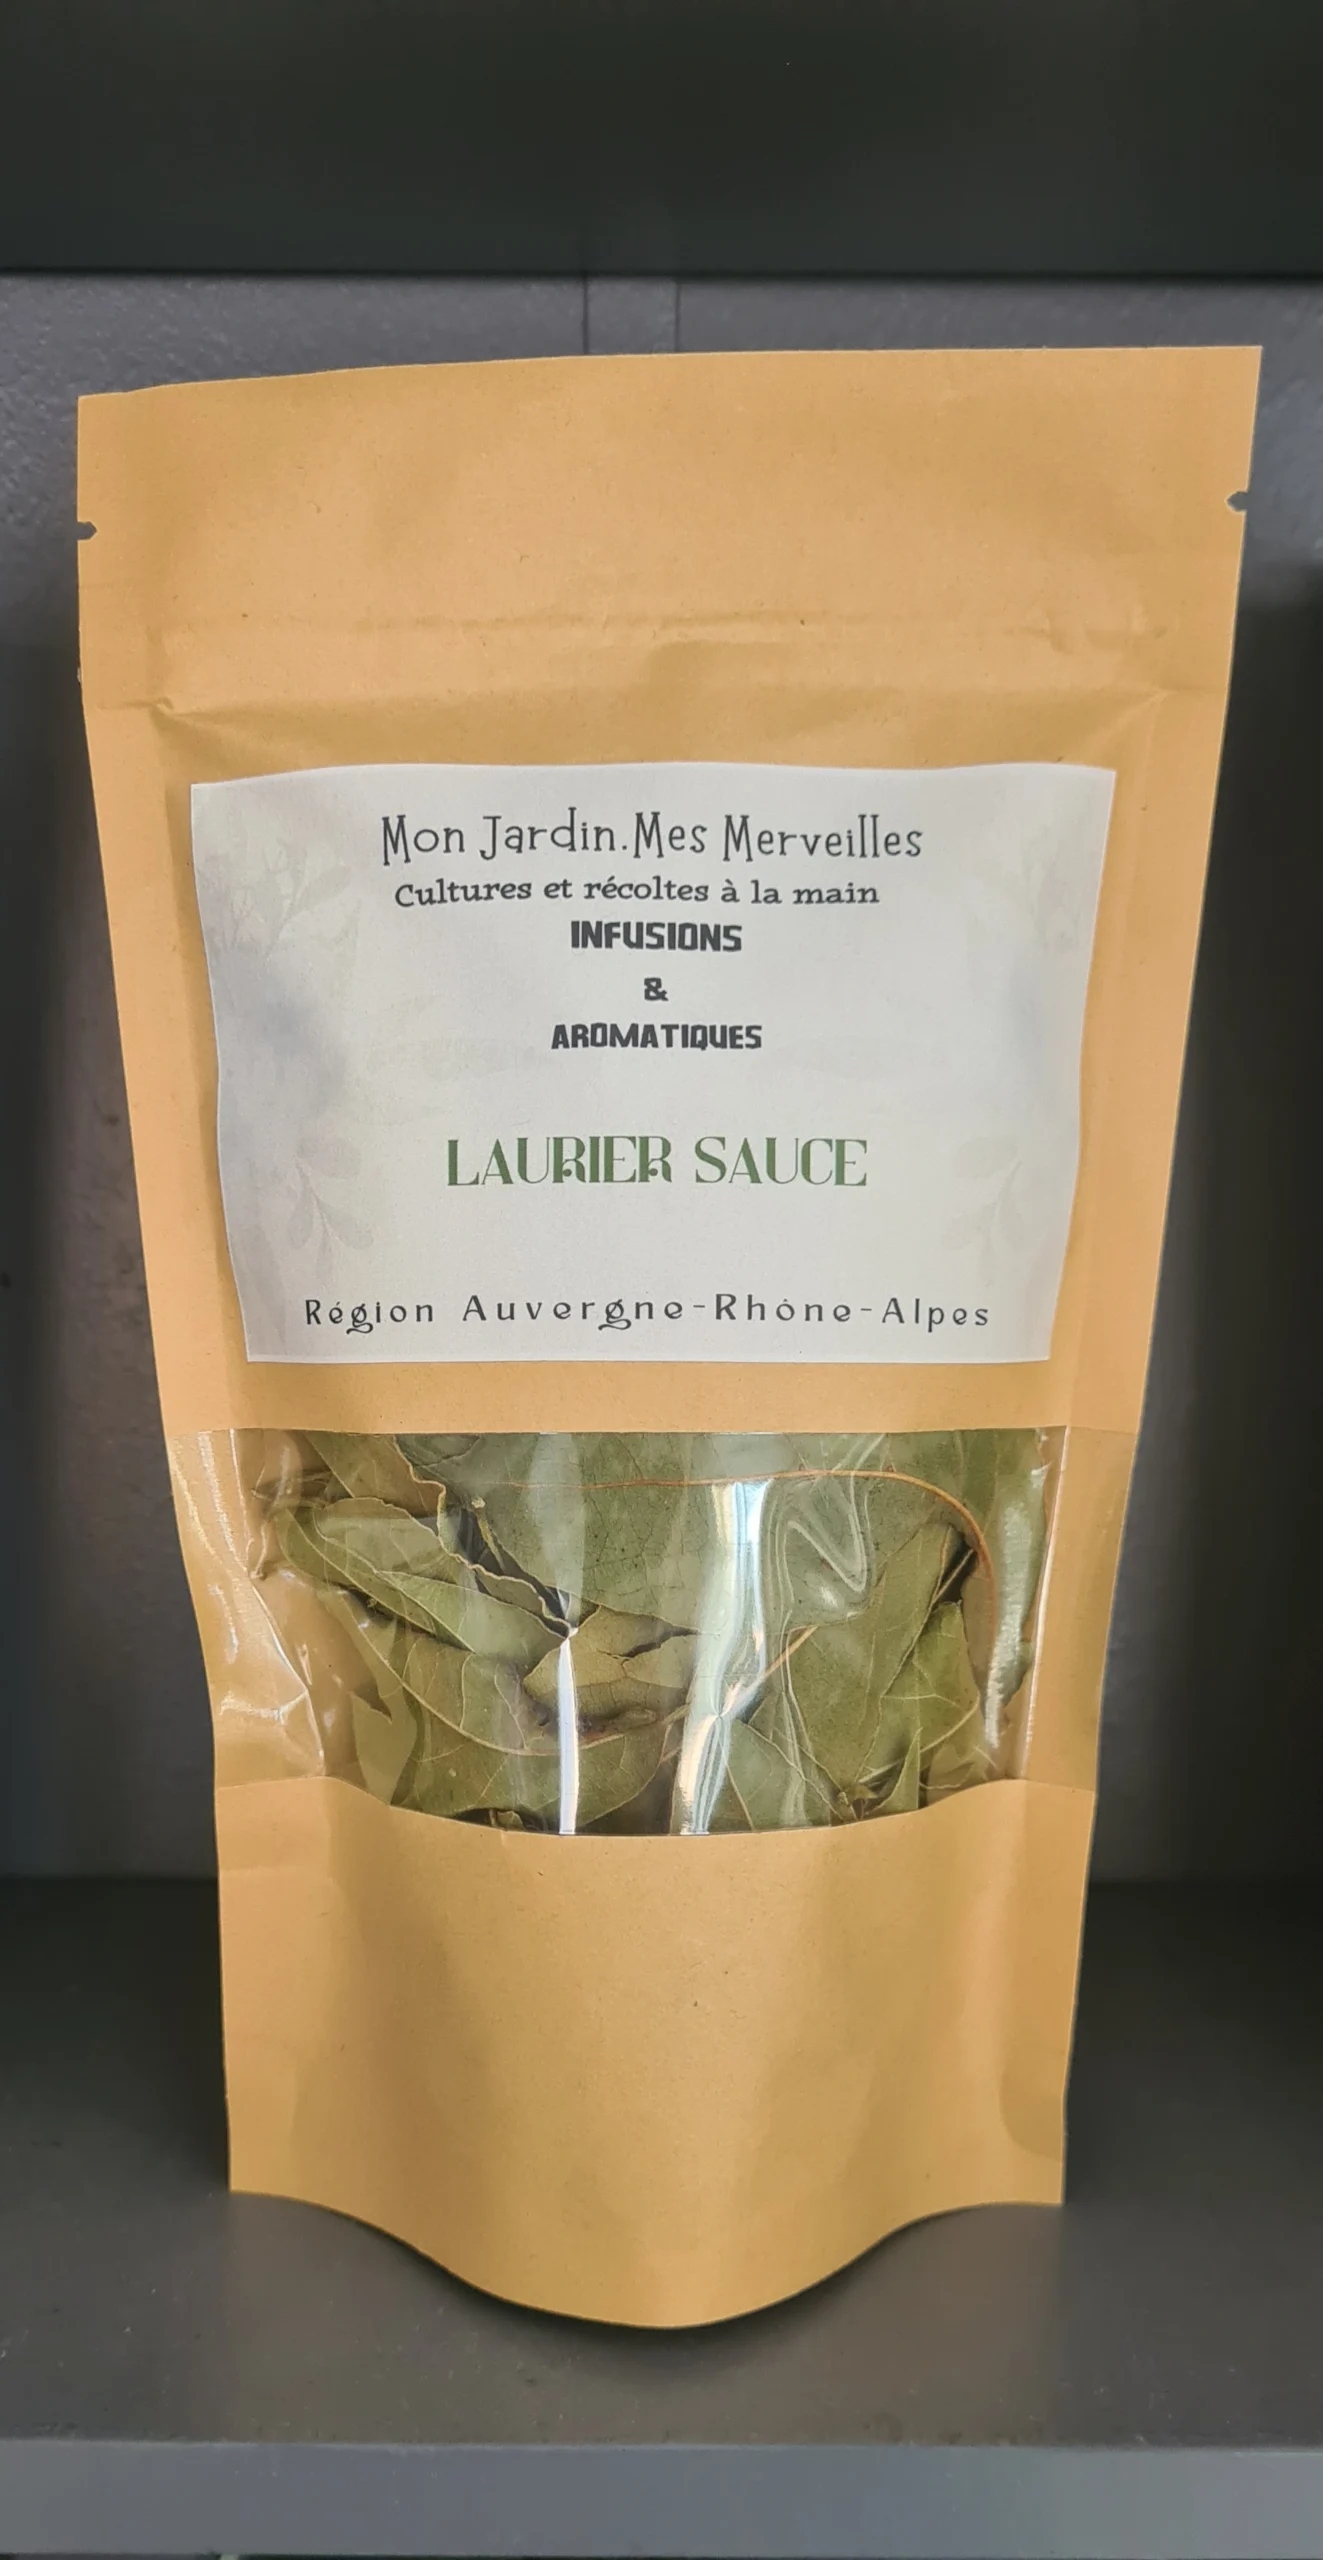 Mon Jardin.Mes Merveilles
Cultures et récoltes à la main
INFUSIONS
&
AROMATIQUES
LAURIER SAUCE
Région Auvergne-Rhône-Alpes